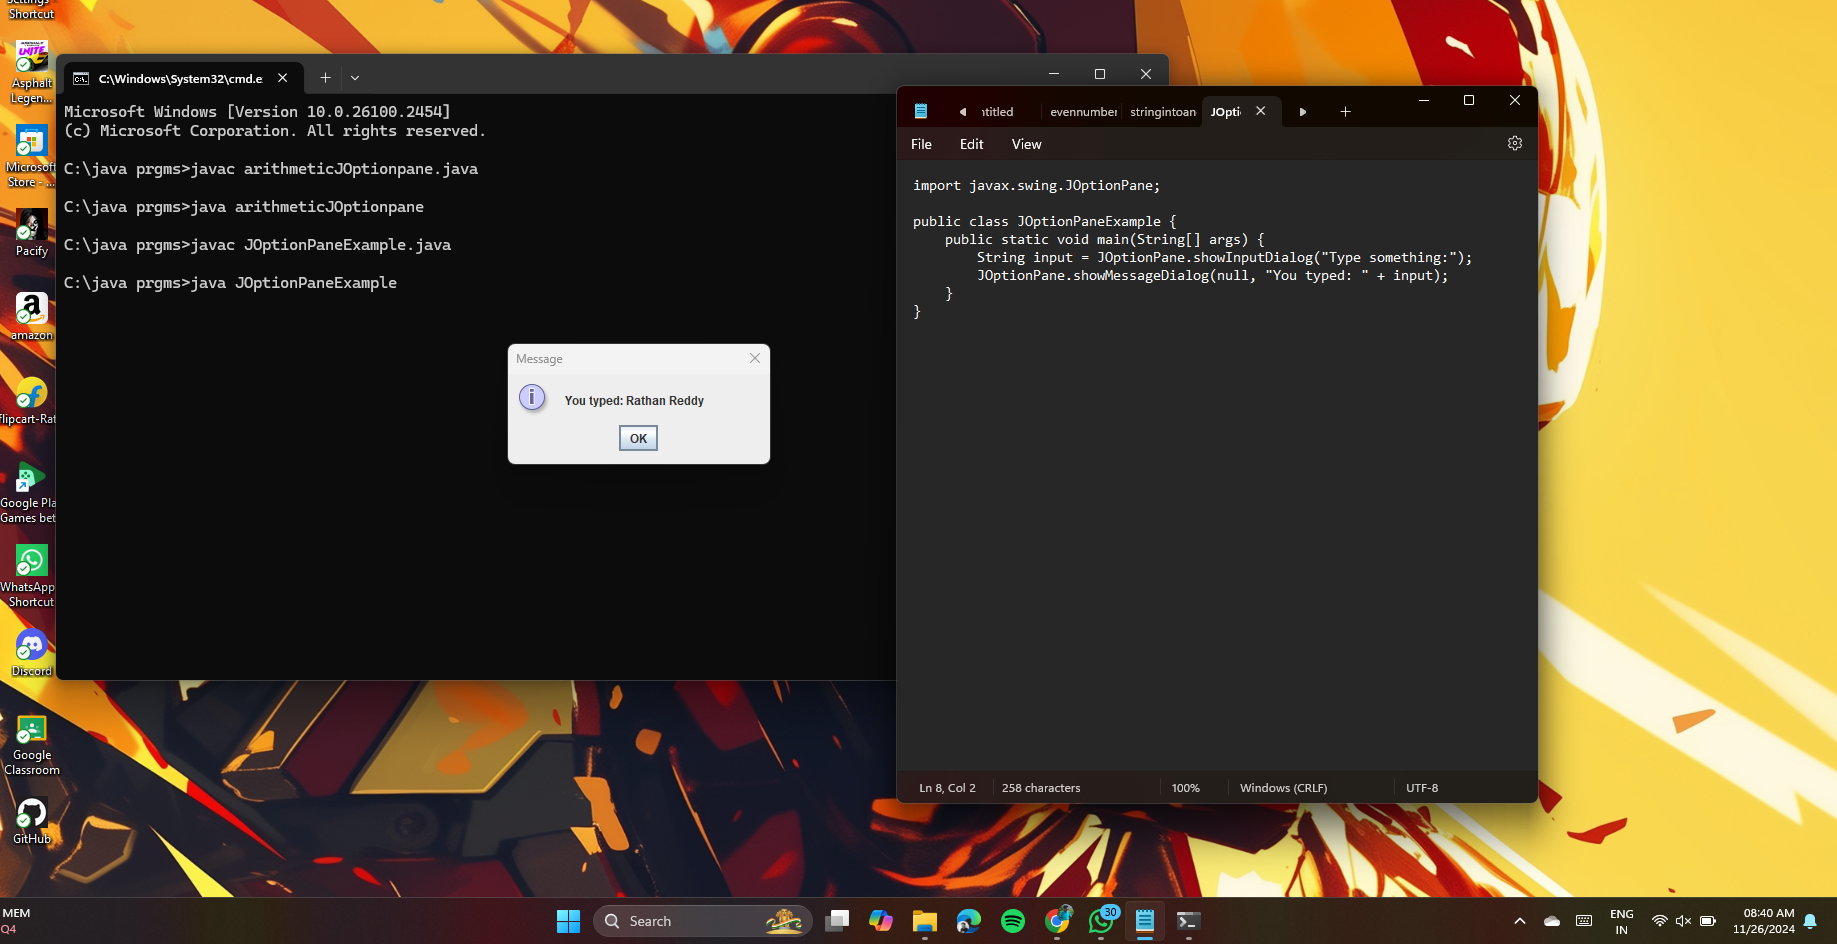 Settings
Shortcut
Asphalt
Legen...
Microsoft
Store - ...
Pacify
amazon
flipcart-Rat
Google Pla
Games bet
WhatsApp
Shortcut
Discord
Google
Classroom
GitHub
C:\Windows\System32\cmd.e
Microsoft Windows [Version 10.0.26100.2454]
(c) Microsoft Corporation. All rights reserved.
C:\java prgms>javac arithmeticJOptionpane.java
C:\java prgms>java arithmeticJOptionpane
C:\java prgms>javac JOptionPaneExample.java
C:\java prgms>java JOptionPaneExample
Message
You typed: Rathan Reddy
OK
ntitled evennumber stringintoan JOpti
File Edit View
import javax.swing.JOptionPane;
public class JOptionPaneExample {
public static void main(String[] args) {
String input = JOptionPane.showInputDialog("Type something:");
JOptionPane.showMessageDialog(null, "You typed: " + input);
}
}
Ln 8, Col 2 258 characters 100% Windows (CRLF) UTF-8
MEM
Q4
Search
30
ENG
IN
08:40 AM
11/26/2024